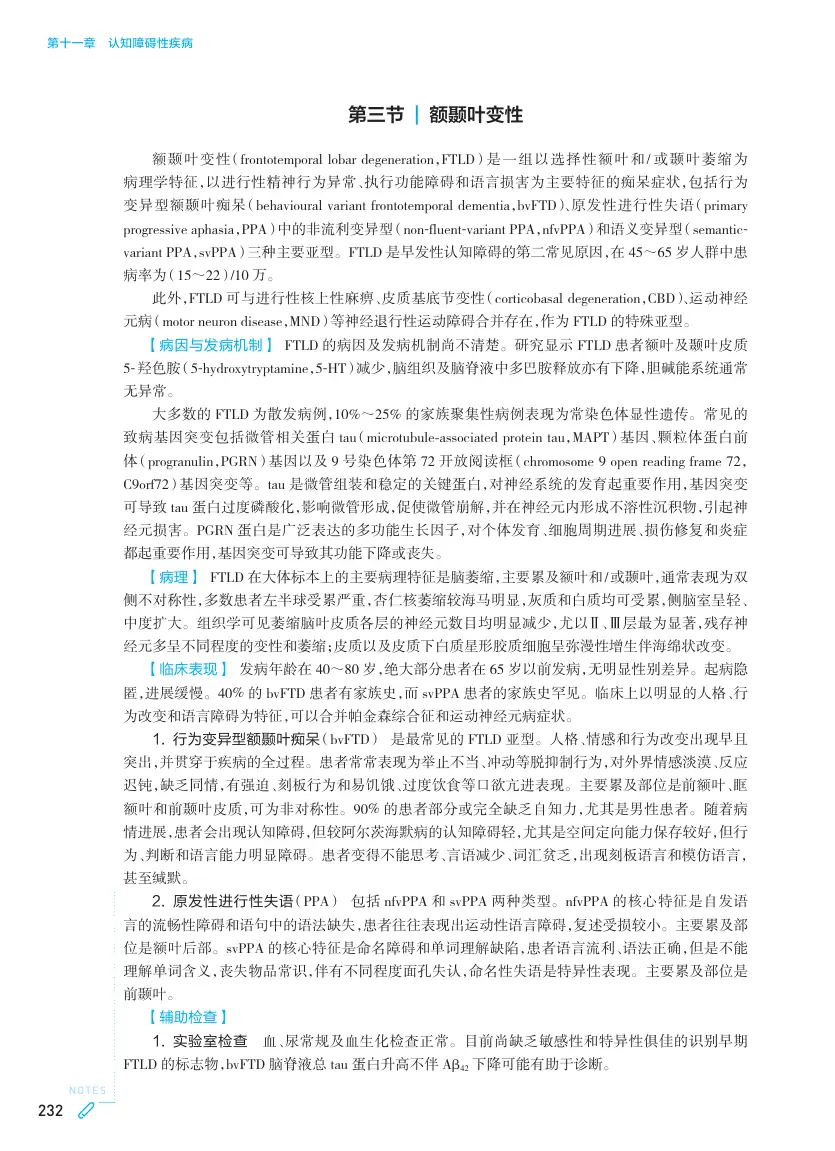 第十一章 认知障碍性疾病
第三节 | 额颞叶变性
额颞叶变性(frontotemporal lobar degeneration,FTLD)是一组以选择性额叶和/或颞叶萎缩为
病理学特征,以进行性精神行为异常、执行功能障碍和语言损害为主要特征的痴呆症状,包括行为
变异型额颞叶痴呆(behavioural variant frontotemporal dementia,bvFTD)、原发性进行性失语(primary
progressive aphasia,PPA)中的非流利变异型(non-fluent-variant PPA,nfvPPA)和语义变异型(semantic-
variant PPA,svPPA)三种主要亚型。FTLD 是早发性认知障碍的第二常见原因,在 45~65 岁人群中患
病率为(15~22)/10 万。
此外,FTLD 可与进行性核上性麻痹、皮质基底节变性(corticobasal degeneration,CBD)、运动神经
元病(motor neuron disease,MND)等神经退行性运动障碍合并存在,作为 FTLD 的特殊亚型。
【病因与发病机制】 FTLD 的病因及发病机制尚不清楚。研究显示 FTLD 患者额叶及颞叶皮质
5- 羟色胺(5-hydroxytryptamine,5-HT)减少,脑组织及脑脊液中多巴胺释放亦有下降,胆碱能系统通常
无异常。
大多数的 FTLD 为散发病例,10%~25% 的家族聚集性病例表现为常染色体显性遗传。常见的
致病基因突变包括微管相关蛋白 tau(microtubule-associated protein tau,MAPT)基因、颗粒体蛋白前
体(progranulin,PGRN)基因以及 9 号染色体第 72 开放阅读框(chromosome 9 open reading frame 72,
C9orf72)基因突变等。tau 是微管组装和稳定的关键蛋白,对神经系统的发育起重要作用,基因突变
可导致 tau 蛋白过度磷酸化,影响微管形成,促使微管崩解,并在神经元内形成不溶性沉积物,引起神
经元损害。PGRN 蛋白是广泛表达的多功能生长因子,对个体发育、细胞周期进展、损伤修复和炎症
都起重要作用,基因突变可导致其功能下降或丧失。
【病理】 FTLD 在大体标本上的主要病理特征是脑萎缩,主要累及额叶和/或颞叶,通常表现为双
侧不对称性,多数患者左半球受累严重,杏仁核萎缩较海马明显,灰质和白质均可受累,侧脑室呈轻、
中度扩大。组织学可见萎缩脑叶皮质各层的神经元数目均明显减少,尤以Ⅱ、Ⅲ层最为显著,残存神
经元多呈不同程度的变性和萎缩;皮质以及皮质下白质星形胶质细胞呈弥漫性增生伴海绵状改变。
【临床表现】 发病年龄在 40~80 岁,绝大部分患者在 65 岁以前发病,无明显性别差异。起病隐
匿,进展缓慢。40% 的 bvFTD 患者有家族史,而 svPPA 患者的家族史罕见。临床上以明显的人格、行
为改变和语言障碍为特征,可以合并帕金森综合征和运动神经元病症状。
1. 行为变异型额颞叶痴呆(bvFTD) 是最常见的 FTLD 亚型。人格、情感和行为改变出现早且
突出,并贯穿于疾病的全过程。患者常常表现为举止不当、冲动等脱抑制行为,对外界情感淡漠、反应
迟钝,缺乏同情,有强迫、刻板行为和易饥饿、过度饮食等口欲亢进表现。主要累及部位是前额叶、眶
额叶和前颞叶皮质,可为非对称性。90% 的患者部分或完全缺乏自知力,尤其是男性患者。随着病
情进展,患者会出现认知障碍,但较阿尔茨海默病的认知障碍轻,尤其是空间定向能力保存较好,但行
为、判断和语言能力明显障碍。患者变得不能思考、言语减少、词汇贫乏,出现刻板语言和模仿语言,
甚至缄默。
2. 原发性进行性失语(PPA) 包括 nfvPPA 和 svPPA 两种类型。nfvPPA 的核心特征是自发语
言的流畅性障碍和语句中的语法缺失,患者往往表现出运动性语言障碍,复述受损较小。主要累及部
位是额叶后部。svPPA 的核心特征是命名障碍和单词理解缺陷,患者语言流利、语法正确,但是不能
理解单词含义,丧失物品常识,伴有不同程度面孔失认,命名性失语是特异性表现。主要累及部位是
前颞叶。
【辅助检查】
1. 实验室检查 血、尿常规及血生化检查正常。目前尚缺乏敏感性和特异性俱佳的识别早期
FTLD 的标志物,bvFTD 脑脊液总 tau 蛋白升高不伴 Aβ₄₂ 下降可能有助于诊断。
NOTES
232